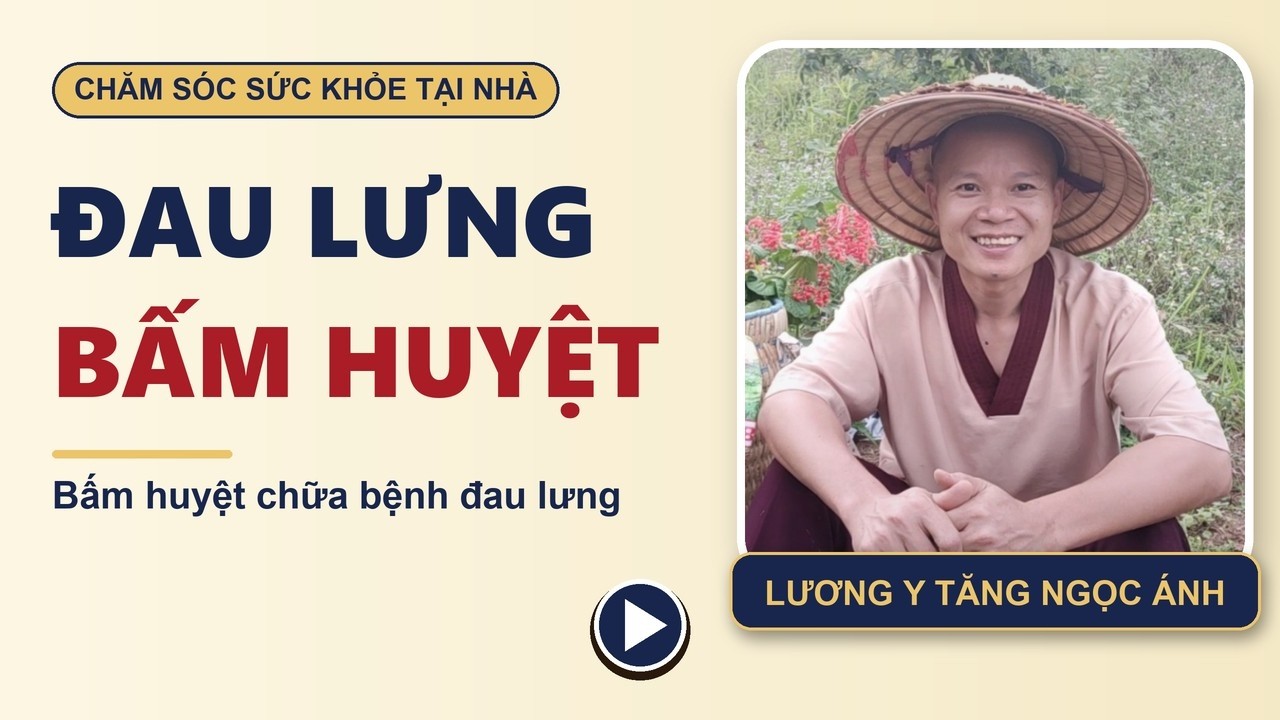 CHĂM SÓC SỨC KHỎE TẠI NHÀ
ĐAU LƯNG
BẤM HUYỆT
Bấm huyệt chữa bệnh đau lưng
LƯƠNG Y TĂNG NGỌC ÁNH